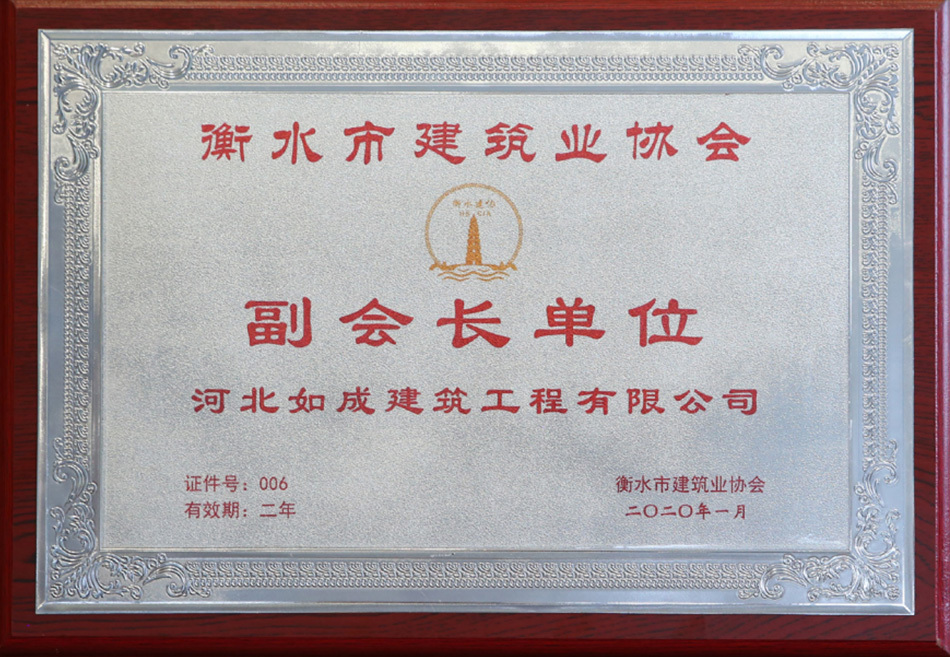 衡水市建筑业协会
衡水建协
副会长单位
河北如成建筑工程有限公司
证件号：006
有效期：二年
衡水市建筑业协会
二〇二〇年一月